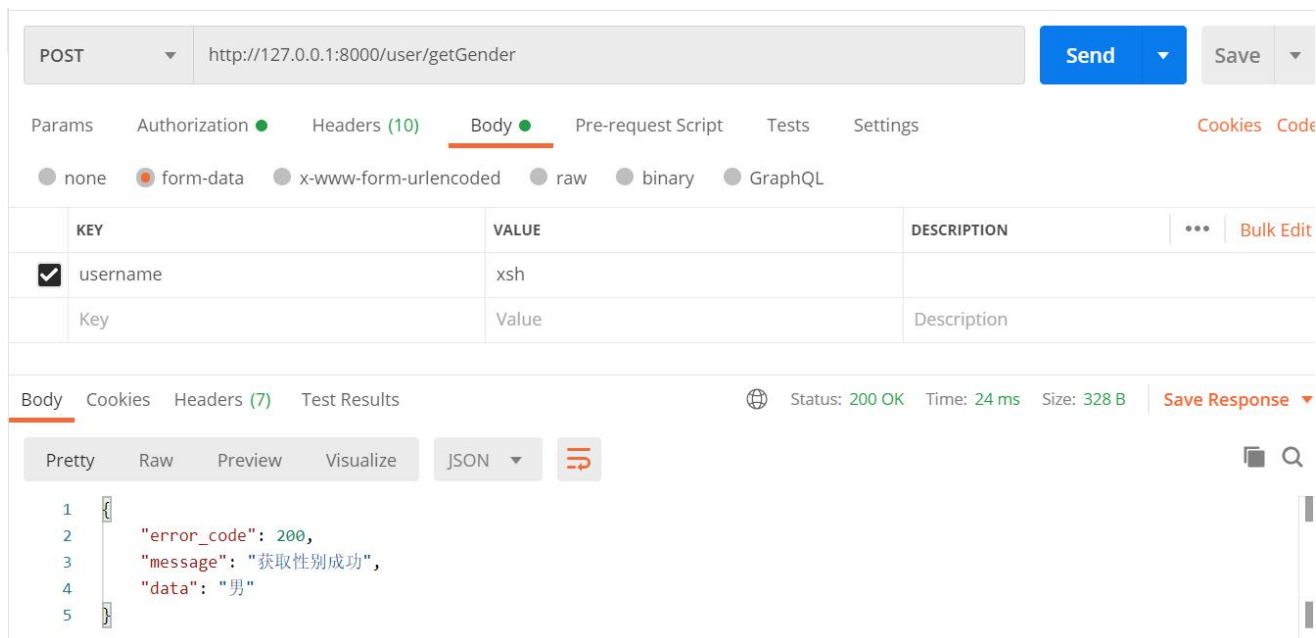 POST http://127.0.0.1:8000/user/getGender Send Save
Params Authorization Headers (10) Body Pre-request Script Tests Settings Cookies Code
none form-data x-www-form-urlencoded raw binary GraphQL
KEY VALUE DESCRIPTION ••• Bulk Edit
username xsh
Key Value Description
Body Cookies Headers (7) Test Results Status: 200 OK Time: 24 ms Size: 328 B Save Response
Pretty Raw Preview Visualize JSON
1 {
2 "error_code": 200,
3 "message": "获取性别成功",
4 "data": "男"
5 }